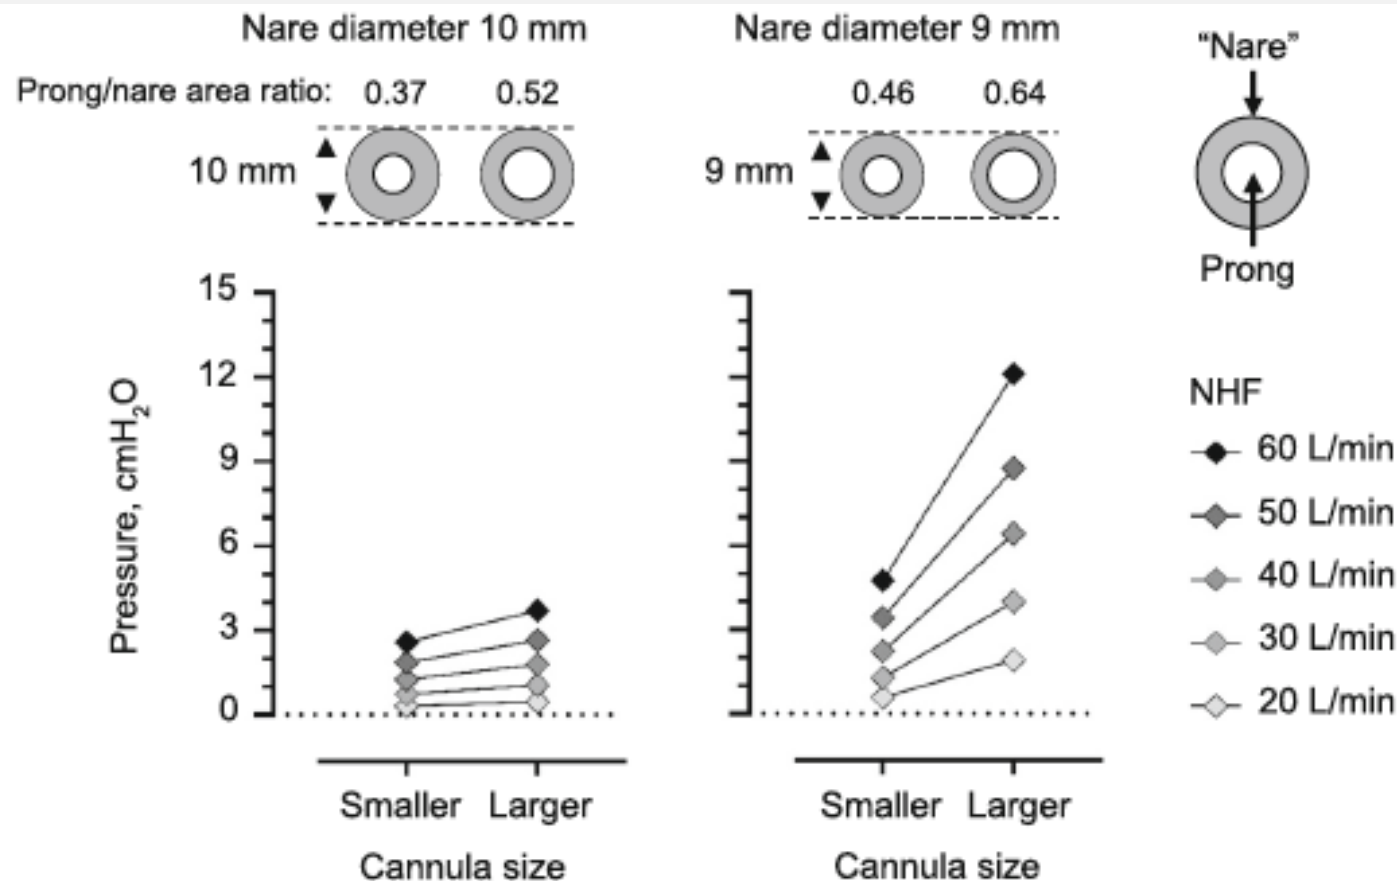 Nare diameter 10 mm
Nare diameter 9 mm
"Nare"
Prong/nare area ratio: 0.37 0.52
0.46 0.64
10 mm
9 mm
Prong
15
12
9
6
3
0
Pressure, cmH₂O
NHF
60 L/min
50 L/min
40 L/min
30 L/min
20 L/min
Smaller Larger
Cannula size
Smaller Larger
Cannula size